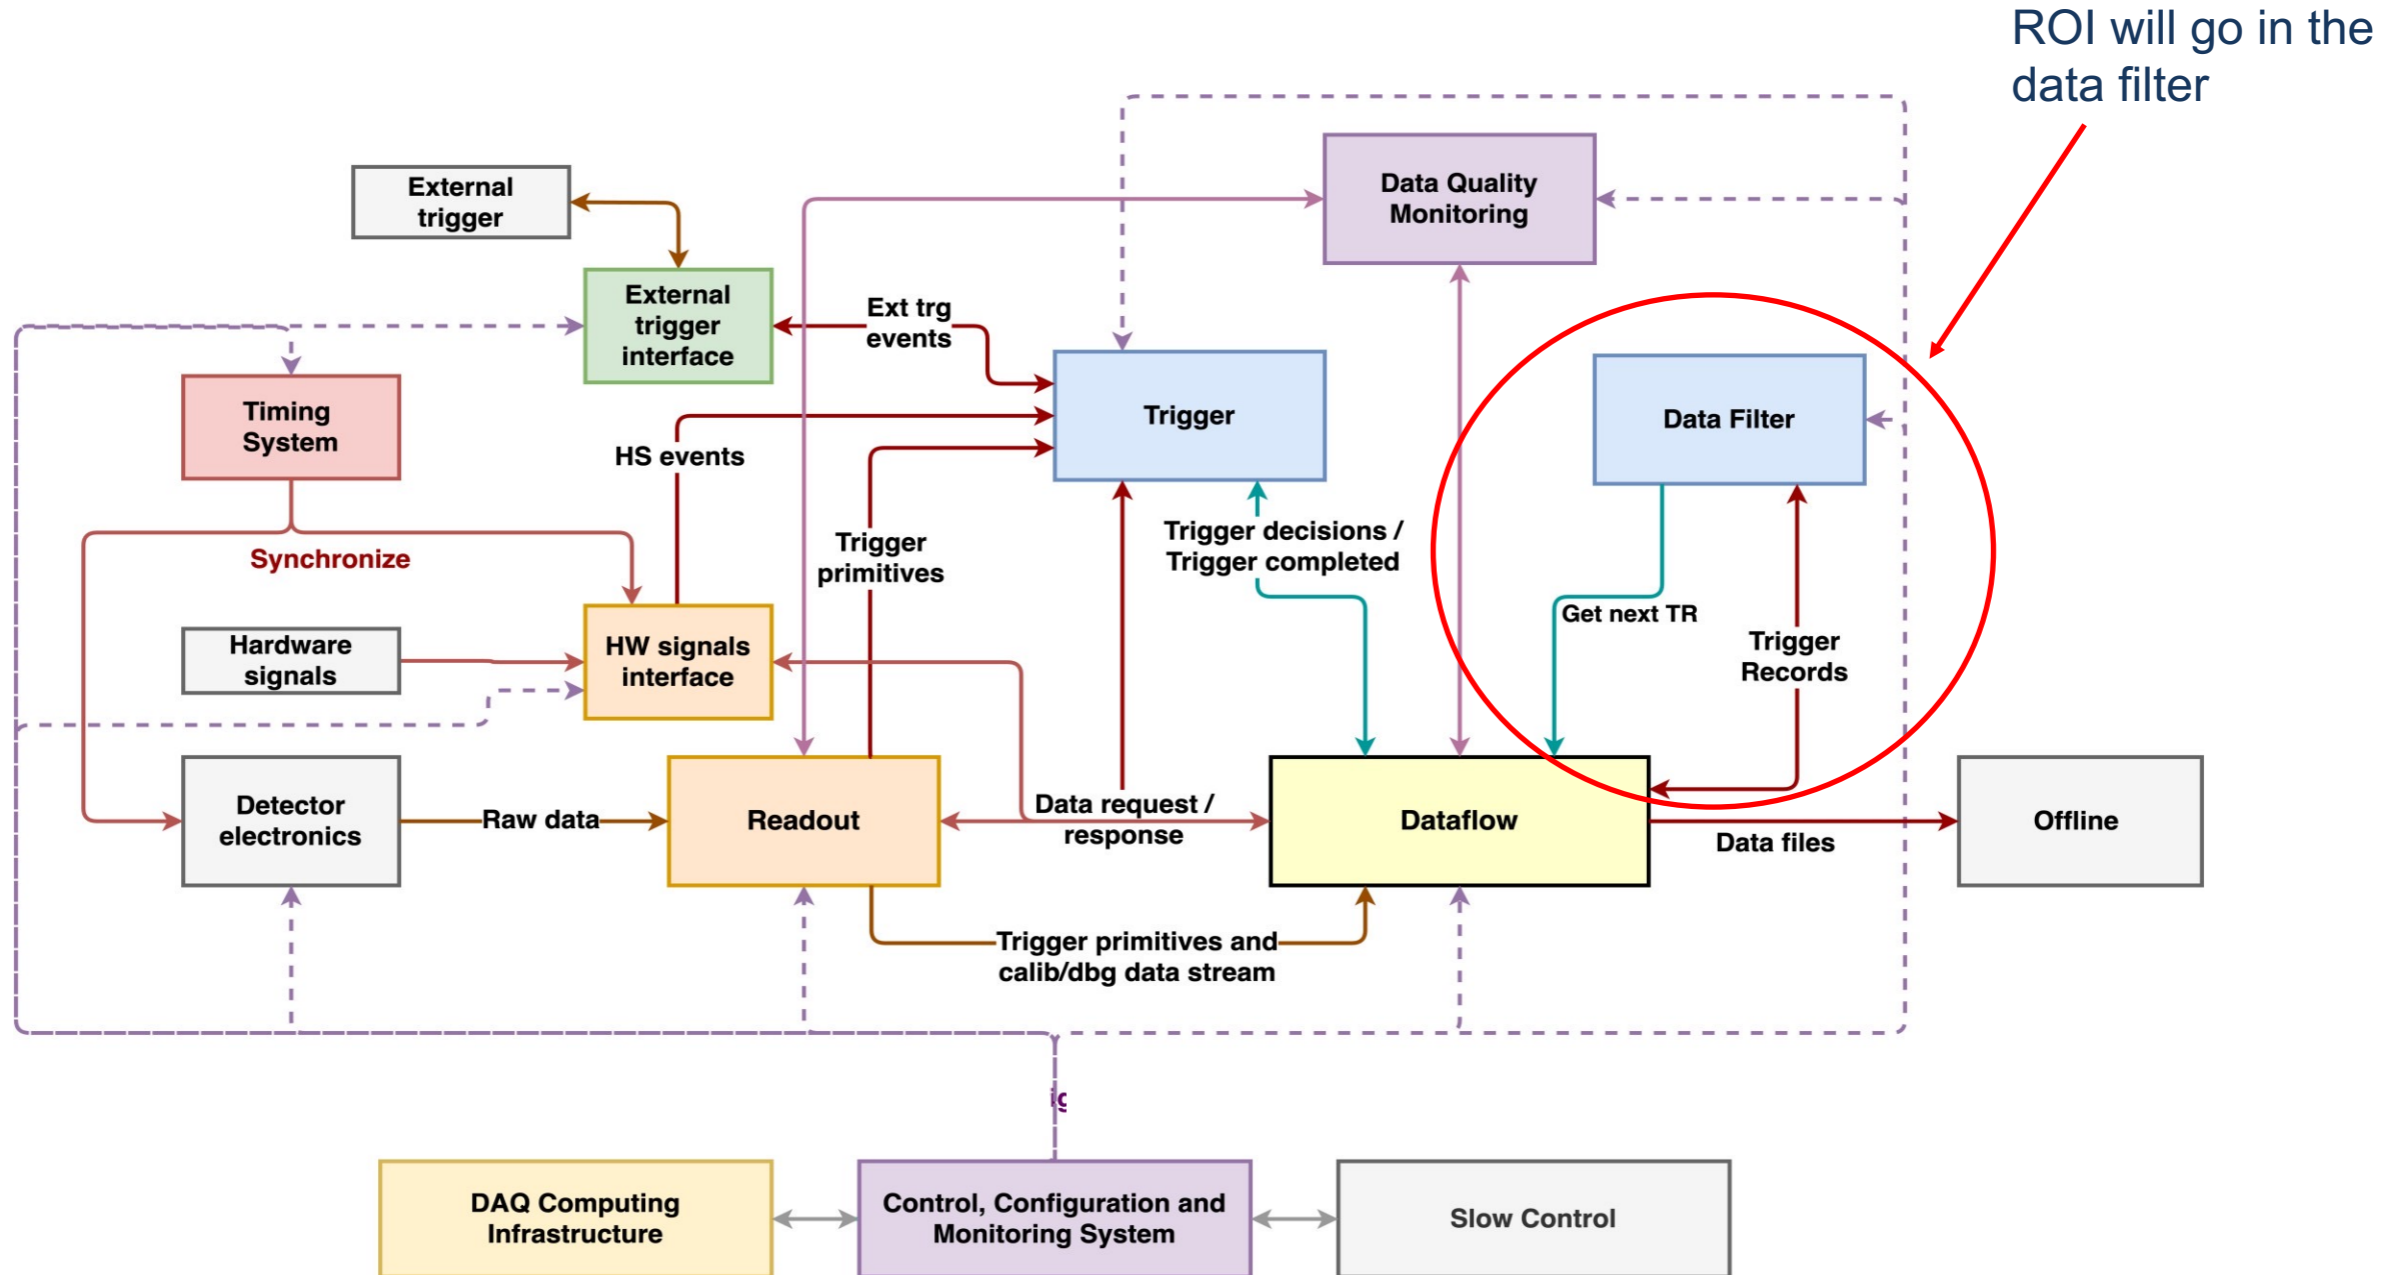 ROI will go in the
data filter
External
trigger
Data Quality
Monitoring
External
trigger
interface
Ext trg
events
Timing
System
Trigger
Data Filter
HS events
Synchronize
Trigger
primitives
Trigger decisions /
Trigger completed
Get next TR
Trigger
Records
Hardware
signals
HW signals
interface
Detector
electronics
Raw data
Readout
Data request /
response
Dataflow
Data files
Offline
Trigger primitives and
calib/dbg data stream
DAQ Computing
Infrastructure
Control, Configuration and
Monitoring System
Slow Control